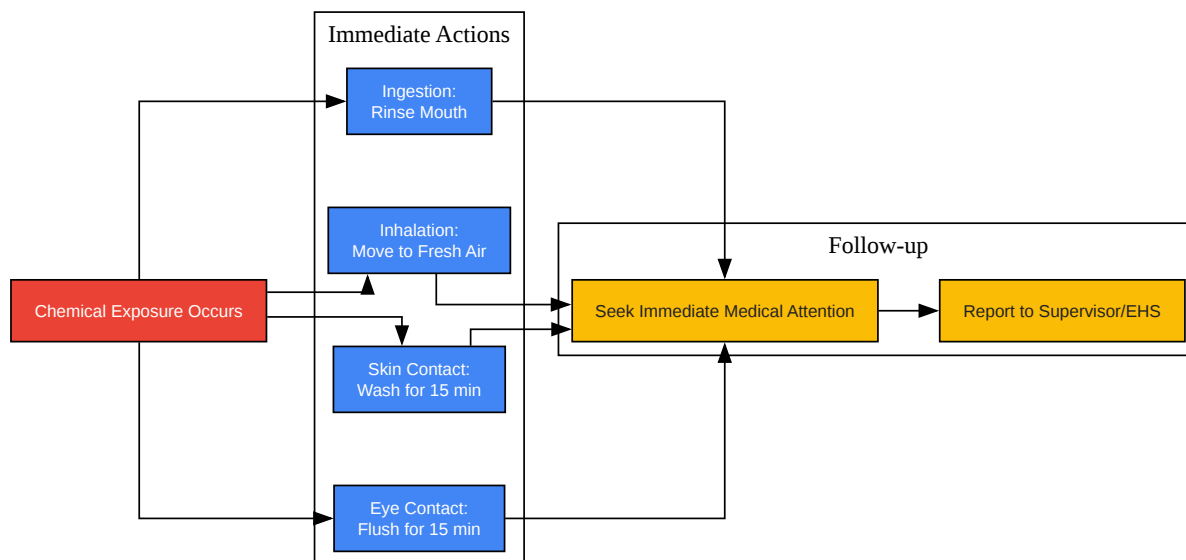 Immediate Actions
Ingestion:
Rinse Mouth
Inhalation:
Move to Fresh Air
Follow-up
Chemical Exposure Occurs
Seek Immediate Medical Attention
Report to Supervisor/EHS
Skin Contact:
Wash for 15 min
Eye Contact:
Flush for 15 min